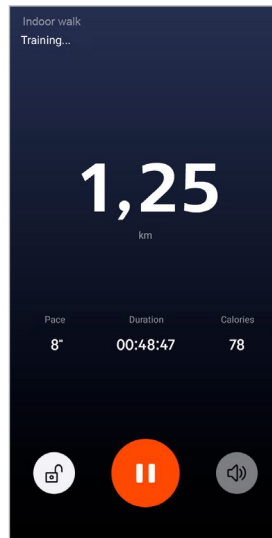 Indoor walk
Training...
1,25
km
Pace Duration Calories
8" 00:48:47 78